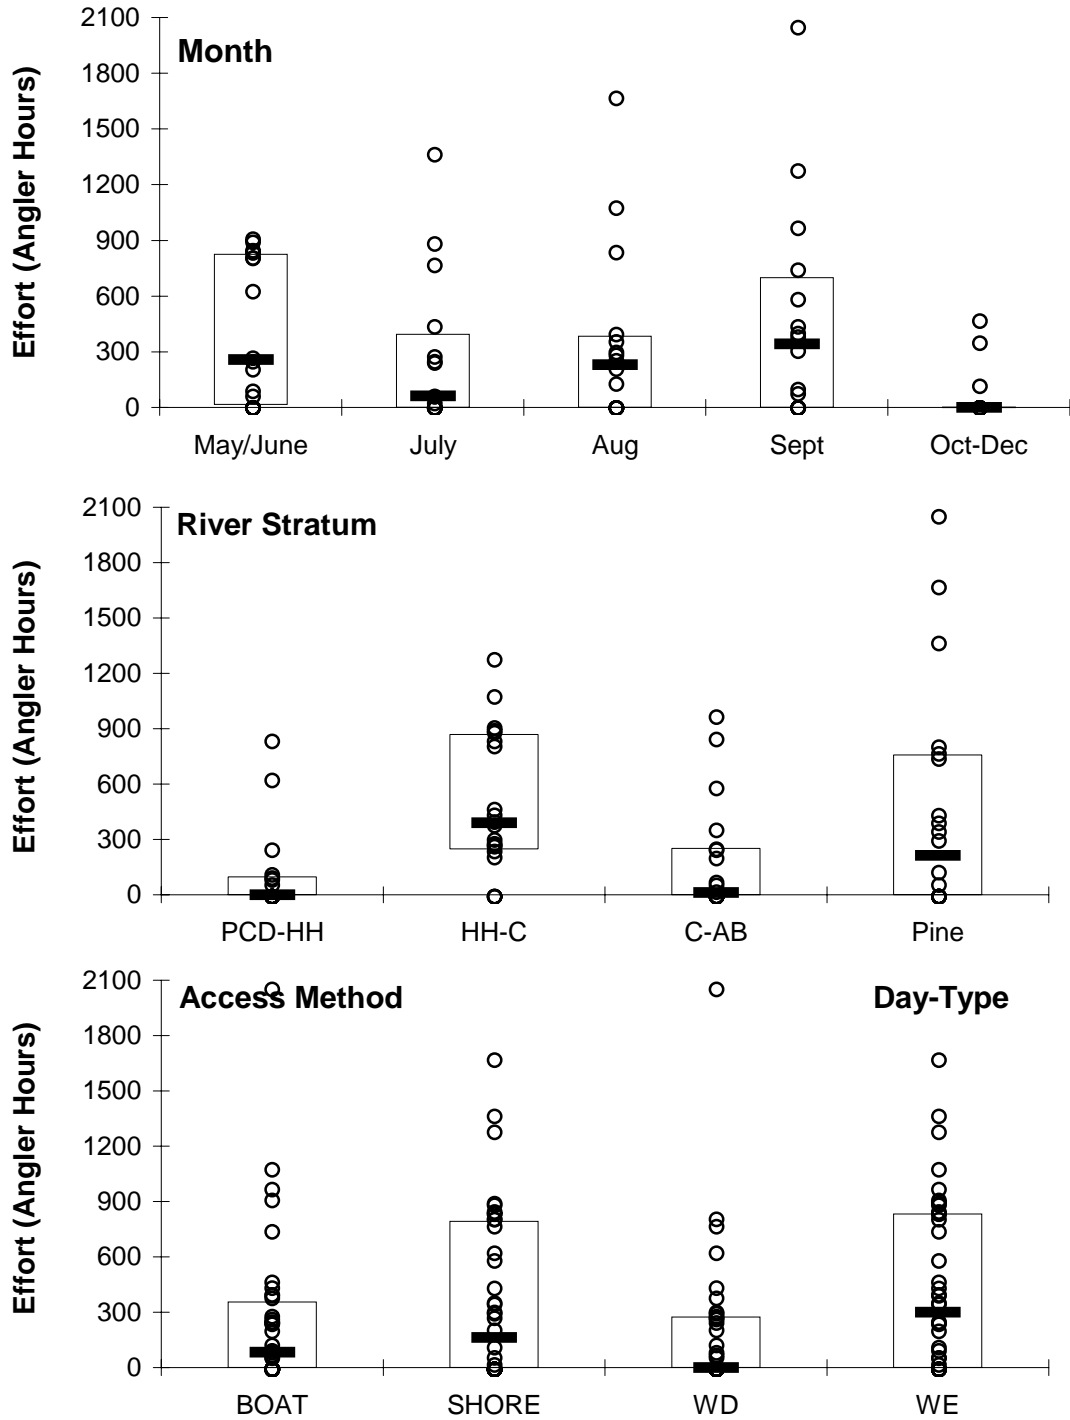 Month
Effort (Angler Hours)
2100
1800
1500
1200
900
600
300
0
May/June July Aug Sept Oct-Dec
River Stratum
Effort (Angler Hours)
2100
1800
1500
1200
900
600
300
0
PCD-HH HH-C C-AB Pine
Access Method Day-Type
Effort (Angler Hours)
2100
1800
1500
1200
900
600
300
0
BOAT SHORE WD WE